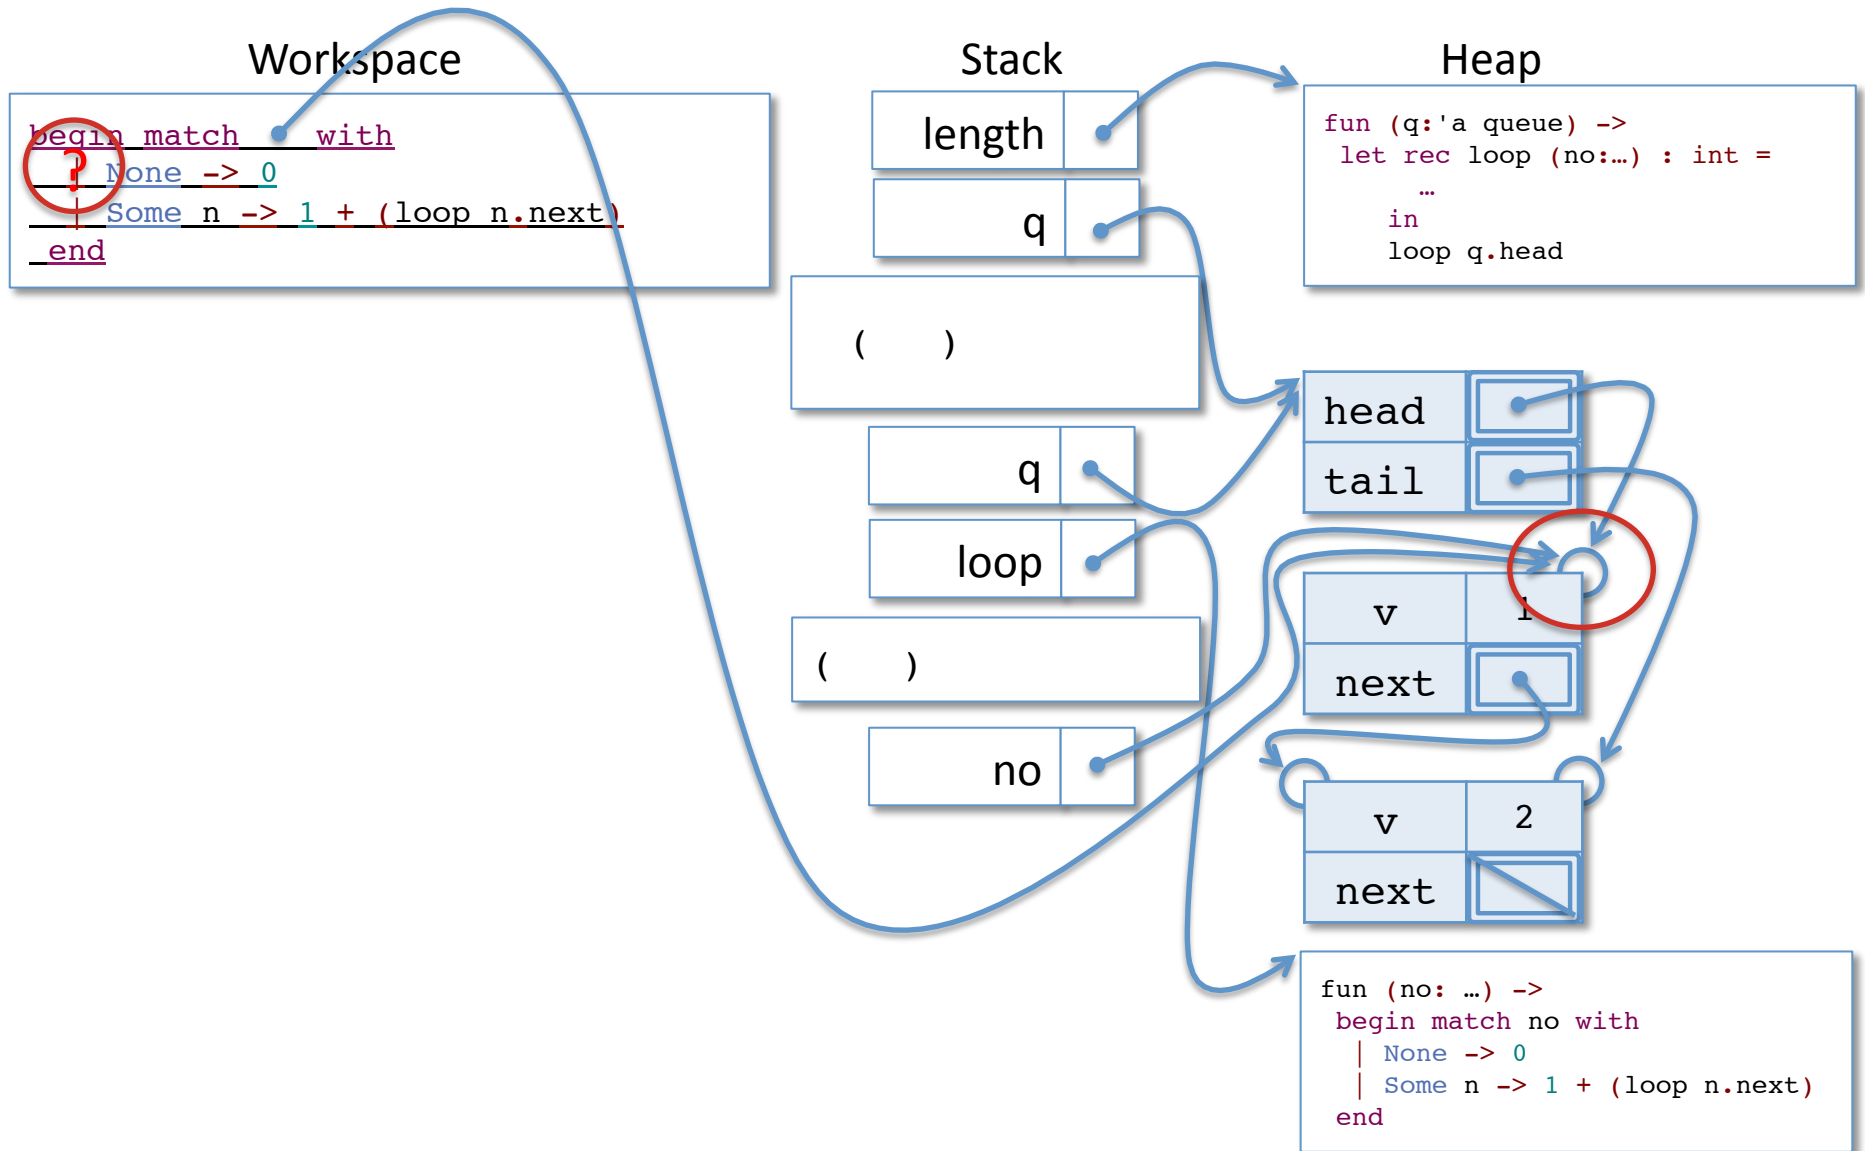 Workspace
begin match with
? | None -> 0
| Some n -> 1 + (loop n.next)
end
Stack
length
q
( )
q
loop
( )
no
Heap
fun (q:'a queue) ->
let rec loop (no:…) : int =
…
in
loop q.head
head
tail
v 1
next
v 2
next
fun (no: …) ->
begin match no with
| None -> 0
| Some n -> 1 + (loop n.next)
end